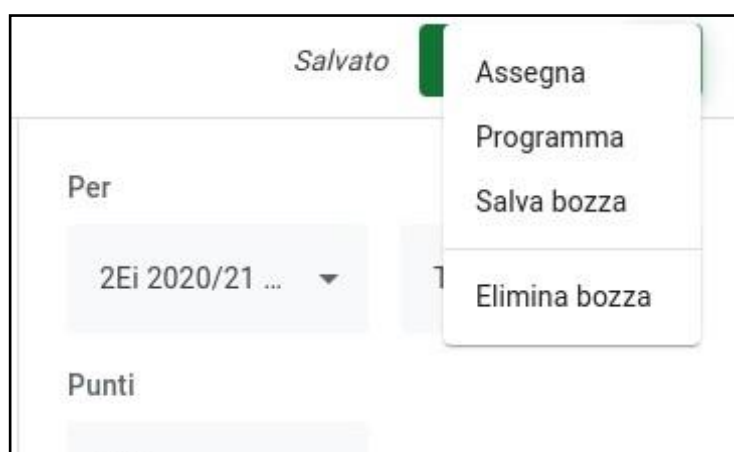 Salvato
Assegna
Programma
Salva bozza
Elimina bozza
Per
2Ei 2020/21 ...
Punti